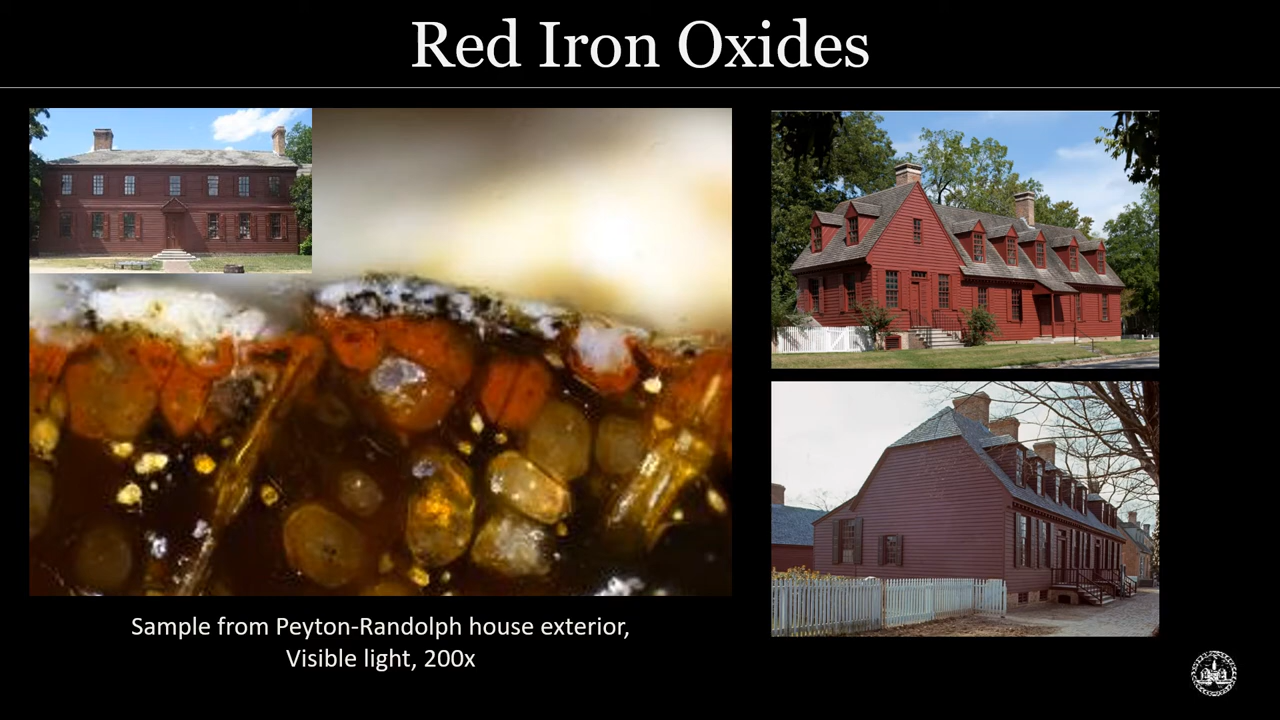 Red Iron Oxides
Sample from Peyton-Randolph house exterior,
Visible light, 200x